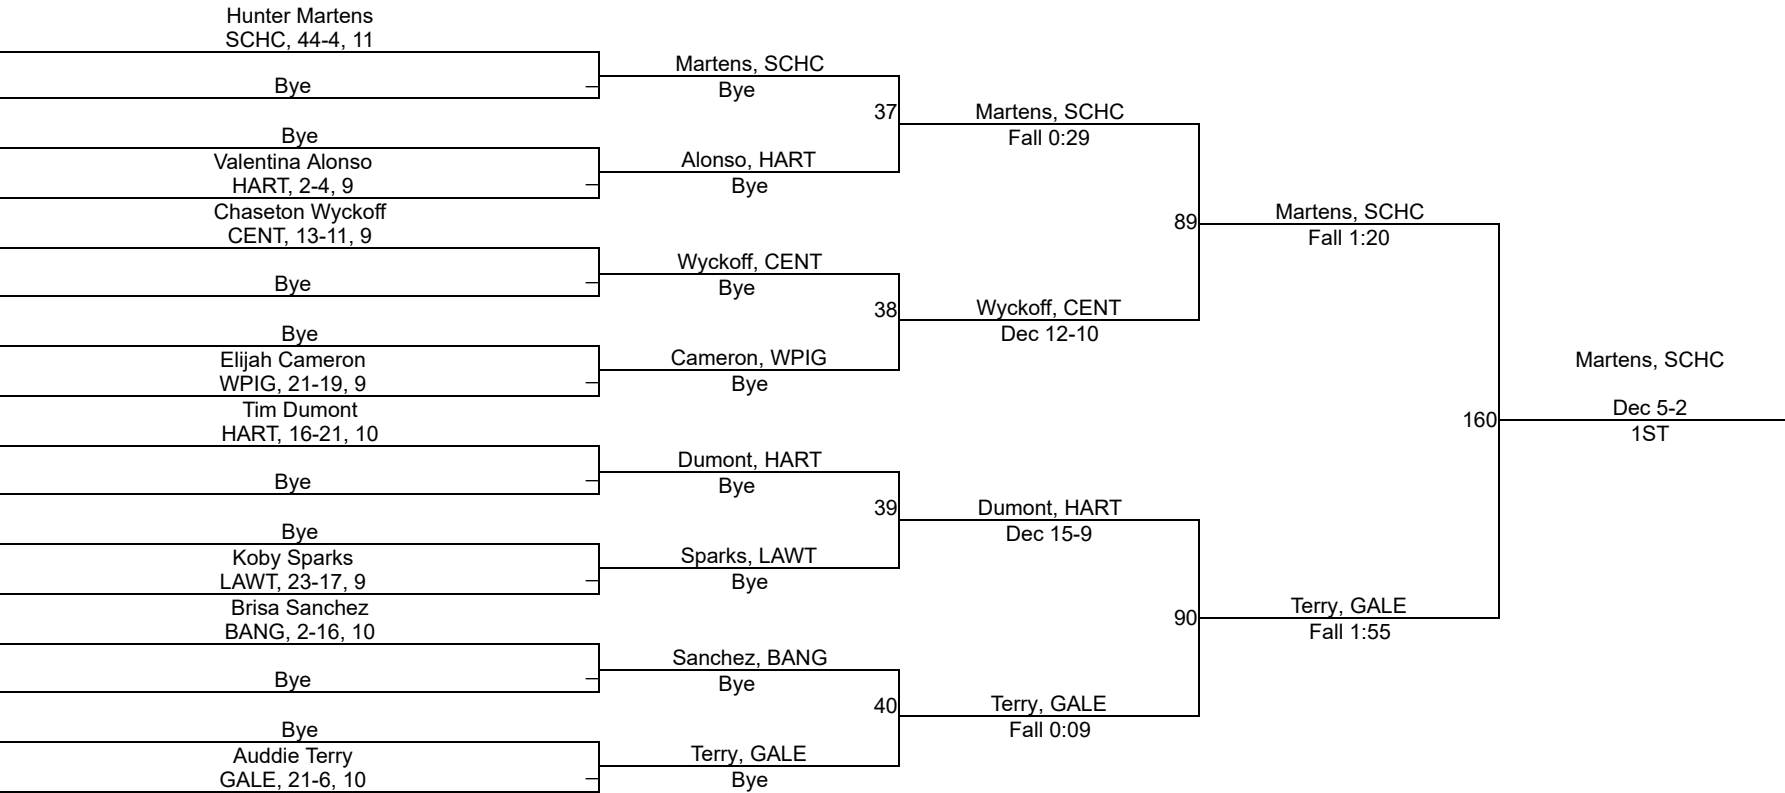 Hunter Martens
SCHC, 44-4, 11
Bye
Bye
Valentina Alonso
HART, 2-4, 9
Chaseton Wyckoff
CENT, 13-11, 9
Bye
Bye
Elijah Cameron
WPIG, 21-19, 9
Tim Dumont
HART, 16-21, 10
Bye
Bye
Koby Sparks
LAWT, 23-17, 9
Brisa Sanchez
BANG, 2-16, 10
Bye
Bye
Auddie Terry
GALE, 21-6, 10
Martens, SCHC
Bye
37
Alonso, HART
Bye
Wyckoff, CENT
Bye
38
Cameron, WPIG
Bye
Dumont, HART
Bye
39
Sparks, LAWT
Bye
Sanchez, BANG
Bye
40
Terry, GALE
Bye
Martens, SCHC
Fall 0:29
89
Wyckoff, CENT
Dec 12-10
Dumont, HART
Dec 15-9
90
Terry, GALE
Fall 0:09
Martens, SCHC
Fall 1:20
160
Terry, GALE
Fall 1:55
Martens, SCHC
Dec 5-2
1ST